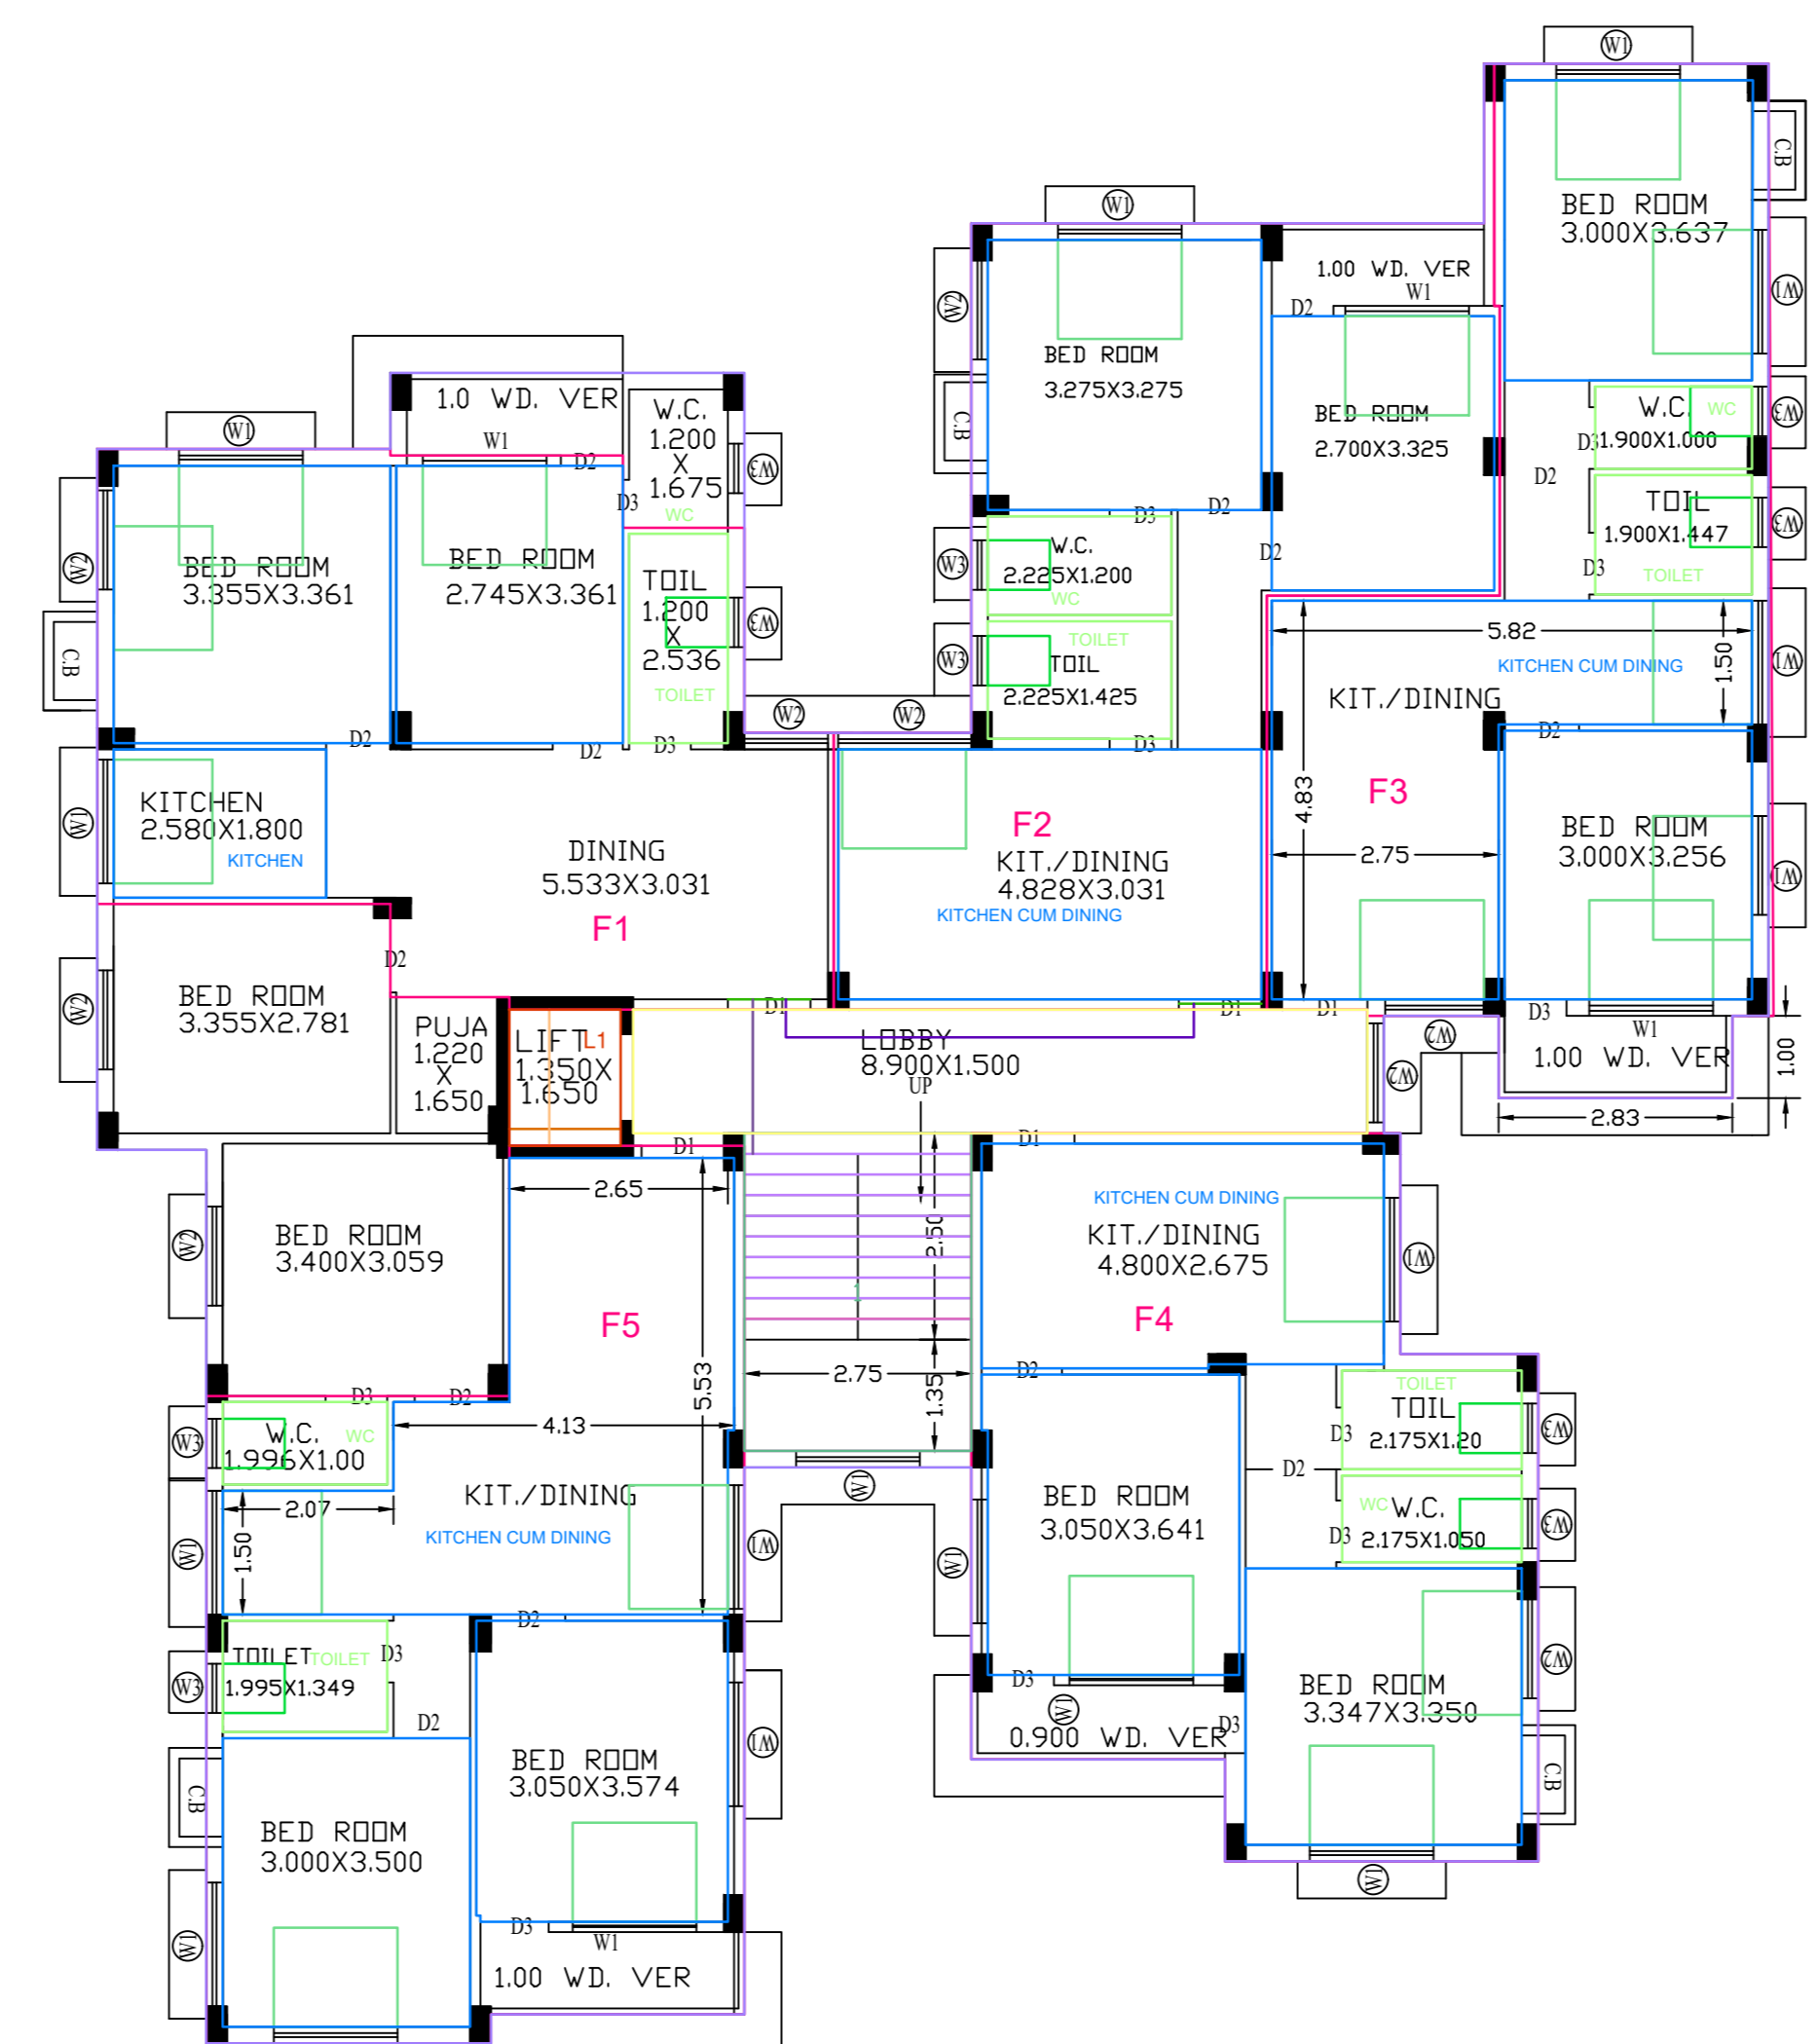 W1
C.B
BED ROOM
3.000X3.637
W1
W1
1.00 WD. VER
W1
D2
W2
BED ROOM
3.275X3.275
C.B
BED ROOM
2.700X3.325
W.C.
WC
1.900X1.000
D3
W3
D2
TOIL
1.900X1.447
W3
D3
TOILET
D3
D2
D2
W.C.
2.225X1.200
WC
W3
TOILET
TOIL
2.225X1.425
W3
D3
5.82
1.50
KITCHEN CUM DINING
KIT./DINING
W1
D2
4.83
F3
2.75
BED ROOM
3.000X3.256
W1
D1
D3
W1
1.00 WD. VER
1.00
2.83
W2
W2
1.0 WD. VER
W1
D2
W.C.
1.200
X
1.675
WC
W3
D3
W1
W2
BED ROOM
3.355X3.361
BED ROOM
2.745X3.361
TOIL
1.200
X
2.536
TOILET
W3
C.B
D2
D2
D3
W2
W2
KITCHEN
2.580X1.800
KITCHEN
W1
DINING
5.533X3.031
F1
F2
KIT./DINING
4.828X3.031
KITCHEN CUM DINING
D2
W2
BED ROOM
3.355X2.781
PUJA
1.220
X
1.650
LIFT
L1
1.350X
1.650
D1
D1
LOBBY
8.900X1.500
UP
D1
D1
2.65
2.50
KITCHEN CUM DINING
KIT./DINING
4.800X2.675
W1
W2
BED ROOM
3.400X3.059
F5
F4
5.53
2.75
1.35
D2
D3
D2
W.C.
WC
1.996X1.00
W3
4.13
TOILET
TOIL
2.175X1.20
D3
W3
D2
KIT./DINING
2.07
KITCHEN CUM DINING
1.50
W1
W1
W1
W1
BED ROOM
3.050X3.641
WC
W.C.
2.175X1.050
D3
W3
D2
TOILET
TOILET
D3
1.995X1.349
W3
D2
D3
W1
0.900 WD. VER
D3
BED ROOM
3.347X3.350
W2
C.B
W1
BED ROOM
3.050X3.574
W1
C.B
BED ROOM
3.000X3.500
W1
D3
W1
1.00 WD. VER